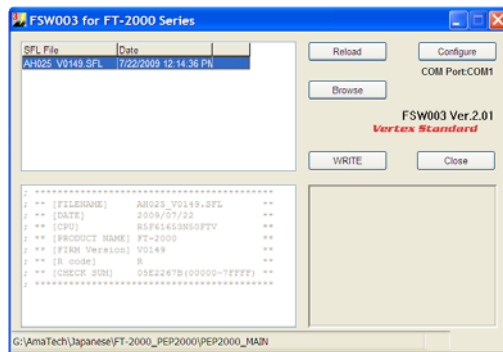 FSW003 for FT-2000 Series
SFL File Date
AH025_V0149.SFL 7/22/2009 12:14:36 PM
Reload
Configure
COM Port:COM1
Browse
FSW003 Ver.2.01
Vertex Standard
WRITE
Close
; *****************************************
; ** [FILENAME] AH025_V0149.SFL **
; ** [DATE] 2009/07/22 **
; ** [CPU] R5F61653N50FTV **
; ** [PRODUCT NAME] FT-2000 **
; ** [FIRM Version] V0149 **
; ** [R code] R **
; ** [CHECK SUM] 05E2267B(00000-7FFFF) **
; *****************************************
G:\AmaTech\Japanese\FT-2000_PEP2000\PEP2000_MAIN